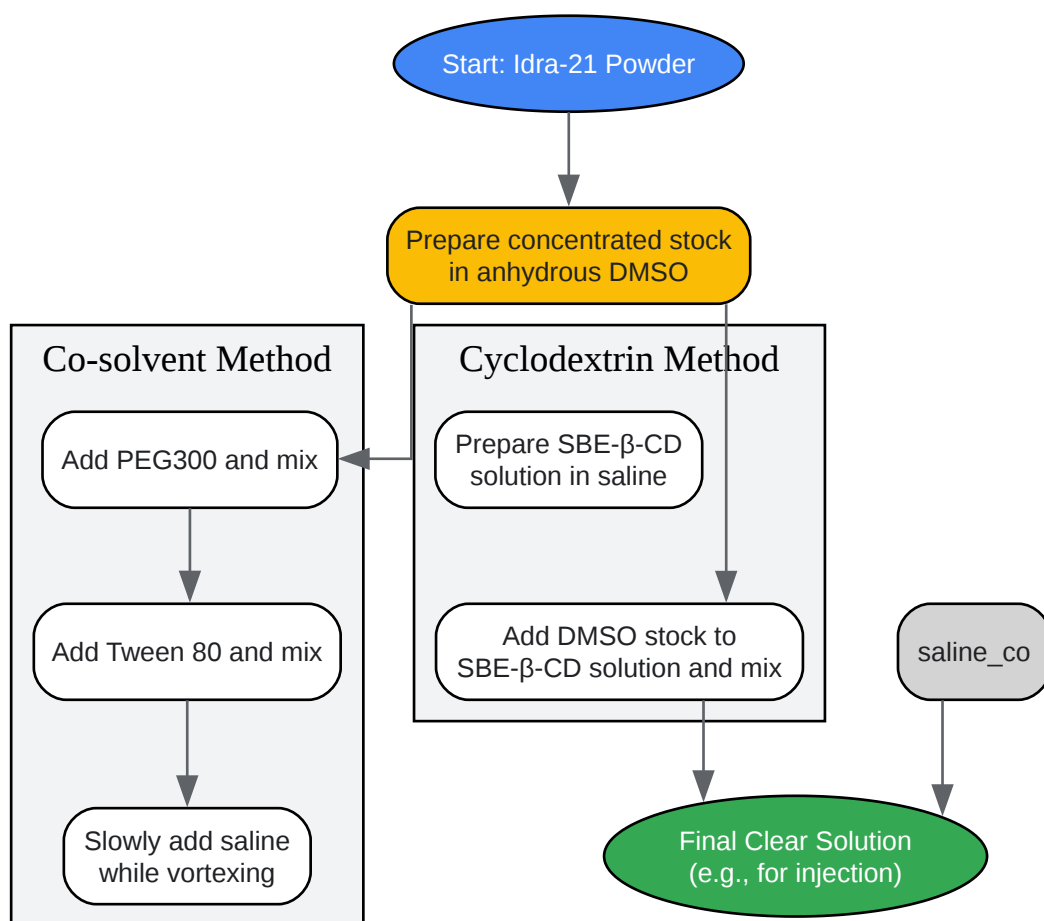 Start: Idra-21 Powder
Prepare concentrated stock
in anhydrous DMSO
Co-solvent Method
Add PEG300 and mix
Add Tween 80 and mix
Slowly add saline
while vortexing
Cyclodextrin Method
Prepare SBE-β-CD
solution in saline
Add DMSO stock to
SBE-β-CD solution and mix
saline_co
Final Clear Solution
(e.g., for injection)